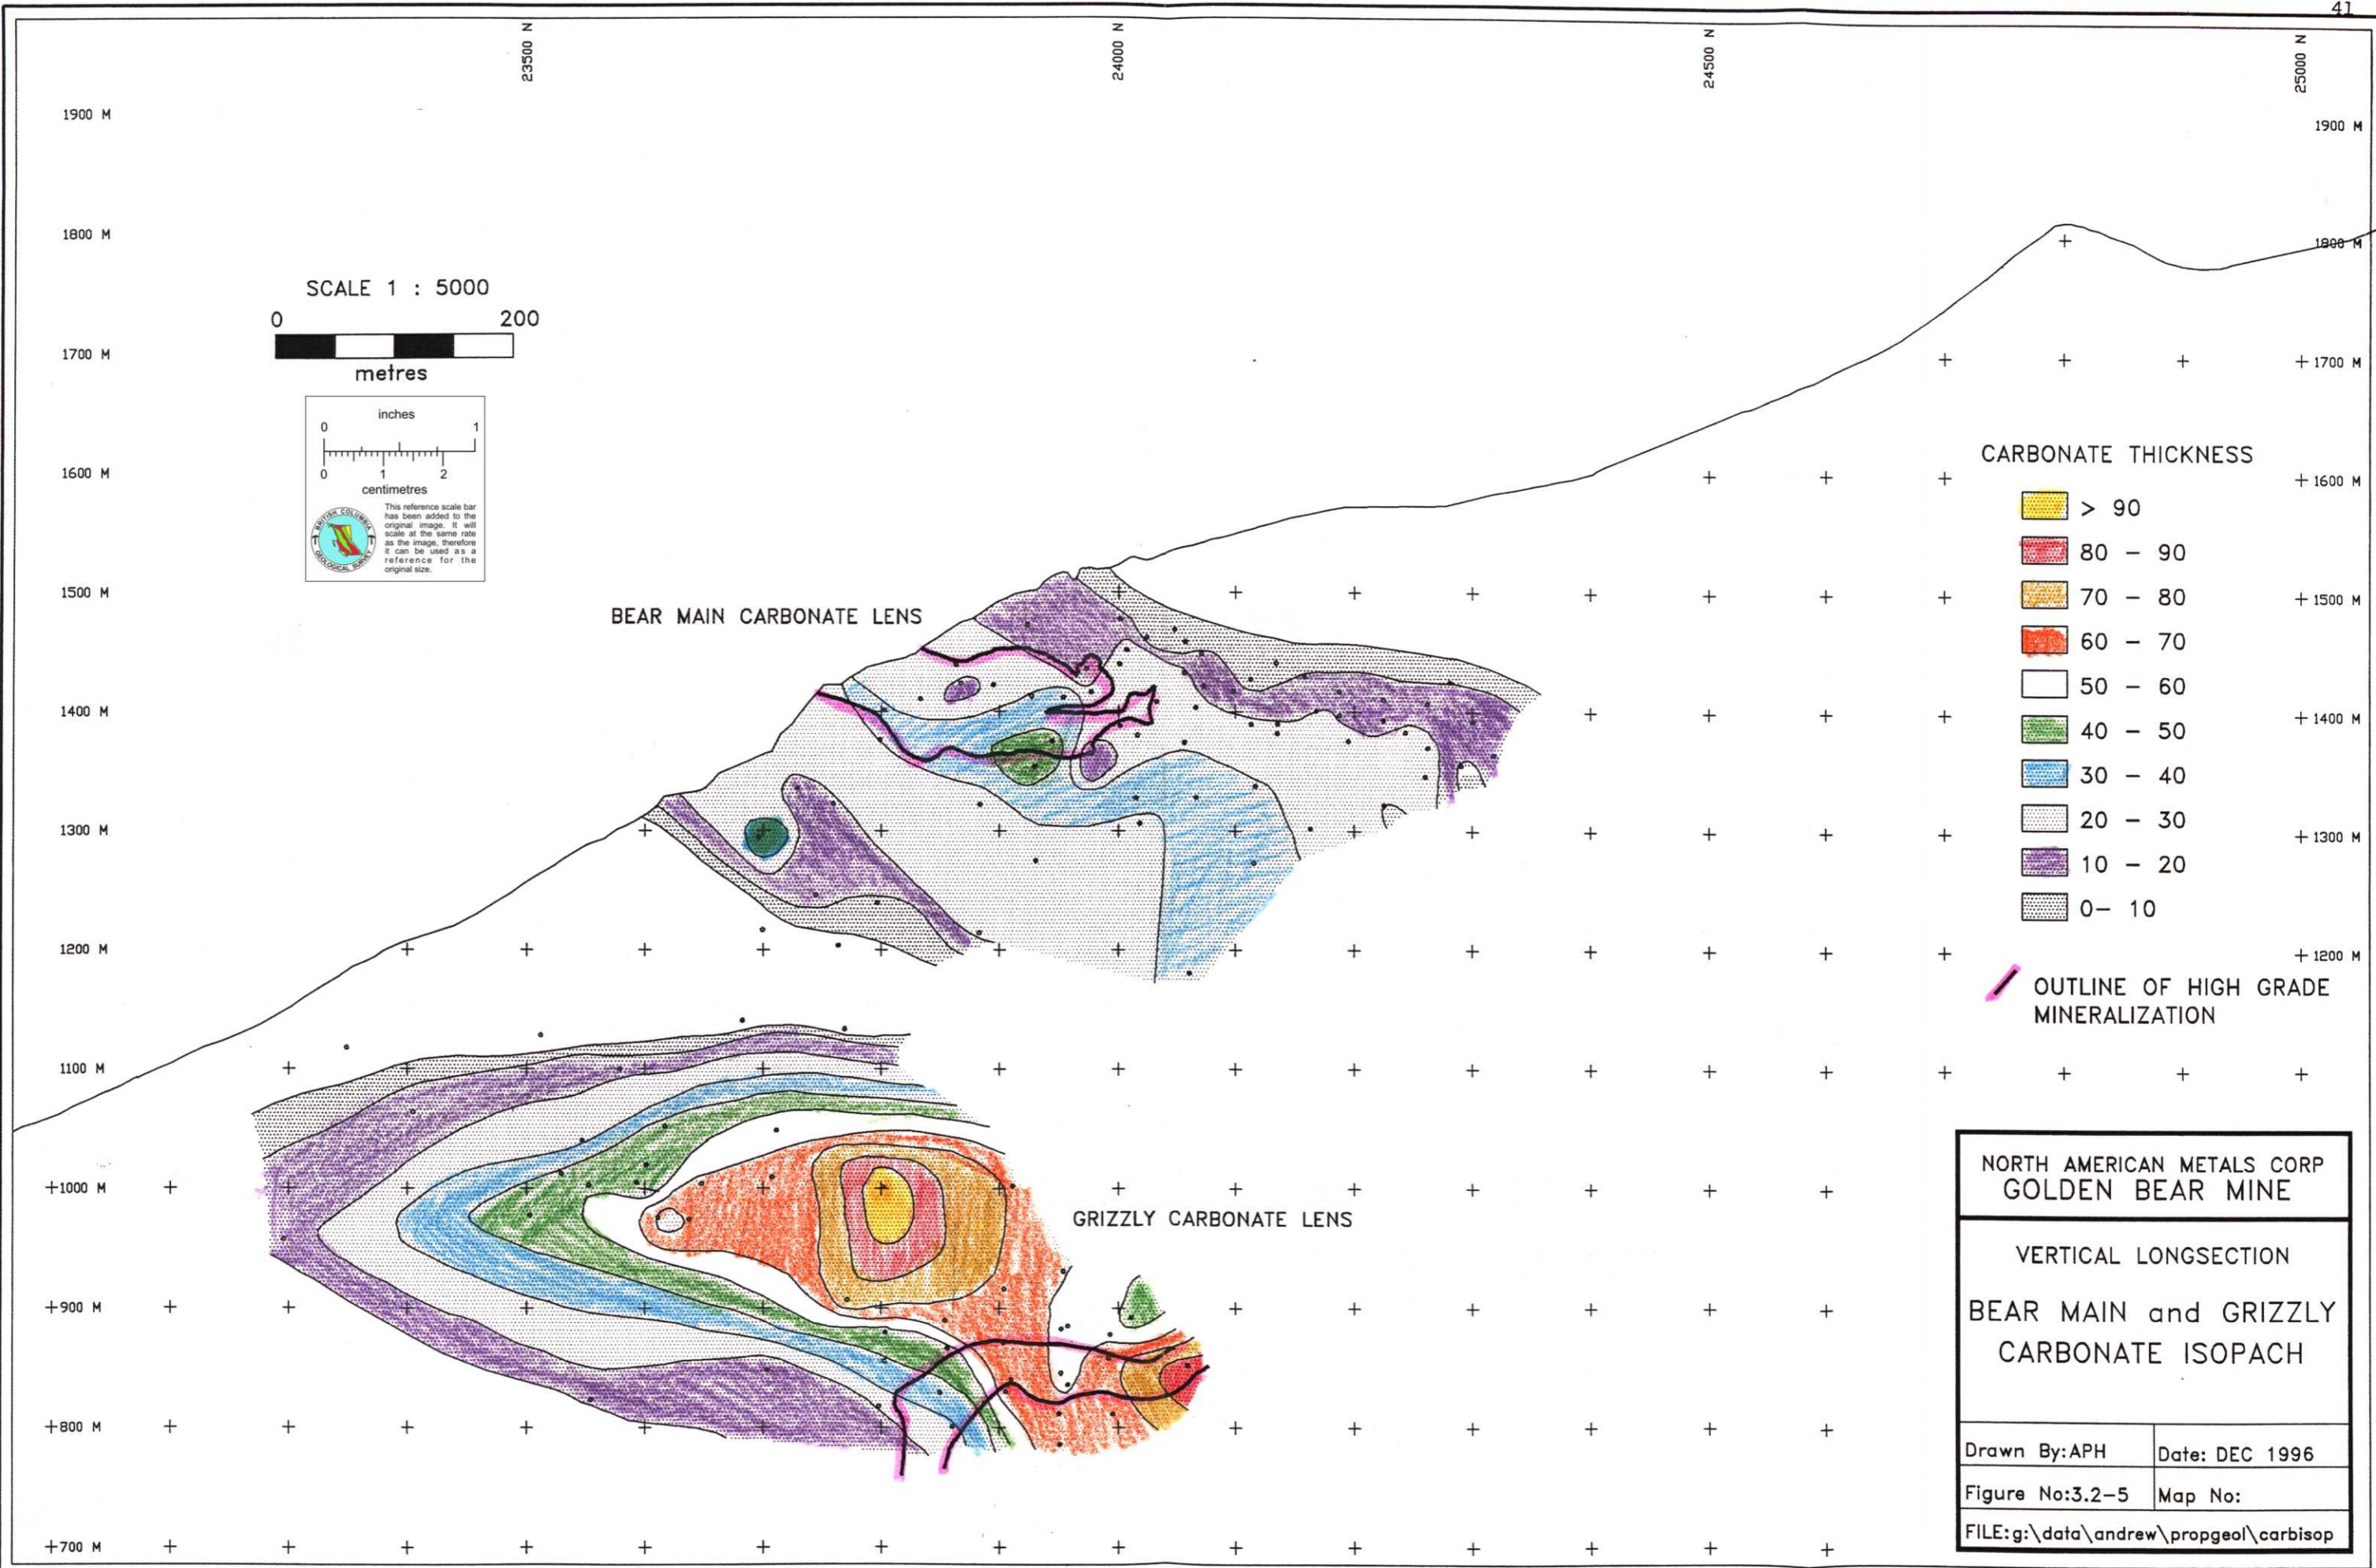 41
23500 N
24000 N
24500 N
25000 N
1900 M
1900 M
1800 M
1800 M
SCALE 1 : 5000
0 200
metres
1700 M
1700 M
inches
0 1
0 1 2
centimetres
This reference scale bar
has been added to the
original image. It will
scale at the same rate
as the image, therefore
it can be used as a
reference for the
original size.
BRITISH COLUMBIA
GEOLOGICAL SURVEY
1600 M
1600 M
CARBONATE THICKNESS
> 90
80 - 90
70 - 80
60 - 70
50 - 60
40 - 50
30 - 40
20 - 30
10 - 20
0- 10
OUTLINE OF HIGH GRADE
MINERALIZATION
1500 M
1500 M
BEAR MAIN CARBONATE LENS
1400 M
1400 M
1300 M
1300 M
1200 M
1200 M
1100 M
+1000 M
GRIZZLY CARBONATE LENS
+900 M
+800 M
+700 M
NORTH AMERICAN METALS CORP
GOLDEN BEAR MINE
VERTICAL LONGSECTION
BEAR MAIN and GRIZZLY
CARBONATE ISOPACH
Drawn By:APH Date: DEC 1996
Figure No:3.2-5 Map No:
FILE:g:\data\andrew\propgeol\carbisop